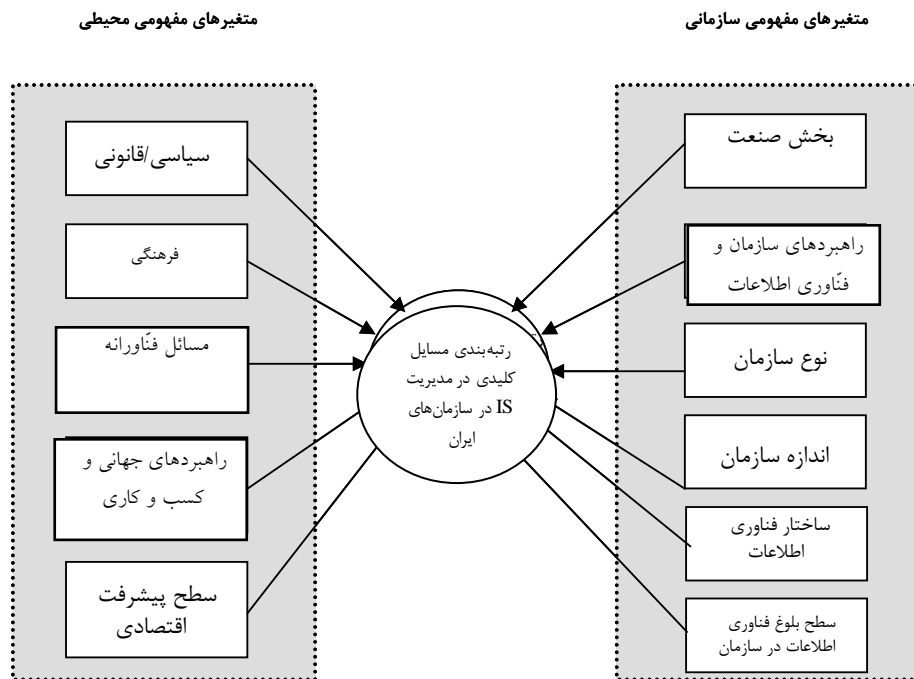 متغیرهای مفهومی سازمانی
متغیرهای مفهومی محیطی
بخش صنعت
راهبردهای سازمان و
فنّاوری اطلاعات
نوع سازمان
اندازه سازمان
ساختار فناوری
اطلاعات
سطح بلوغ فناوری
اطلاعات در سازمان
رتبه‌بندی مسایل
کلیدی در مدیریت
IS در سازمان‌های
ایران
سیاسی/قانونی
فرهنگی
مسائل فنّاورانه
راهبردهای جهانی و
کسب و کاری
سطح پیشرفت
اقتصادی